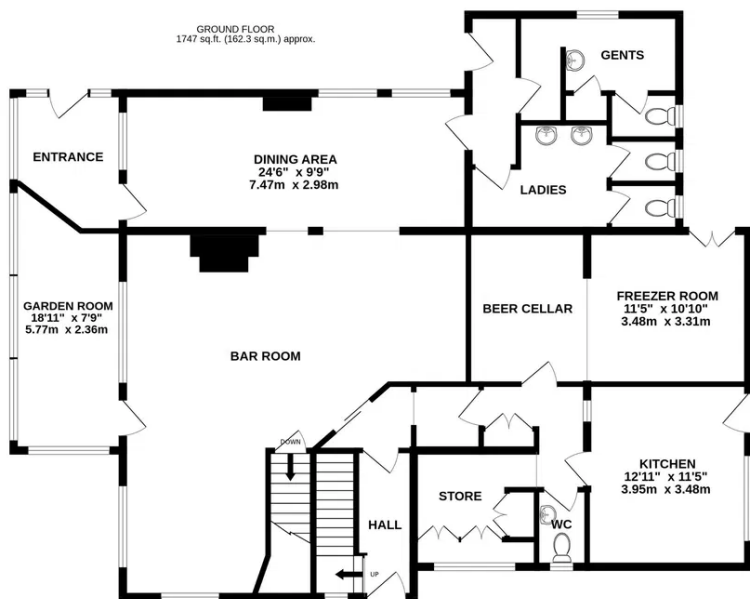 GROUND FLOOR
1747 sq.ft. (162.3 sq.m.) approx.
GENTS
ENTRANCE
DINING AREA
24'6" x 9'9"
7.47m x 2.98m
LADIES
GARDEN ROOM
18'11" x 7'9"
5.77m x 2.36m
BEER CELLAR
FREEZER ROOM
11'5" x 10'10"
3.48m x 3.31m
BAR ROOM
DOWN
KITCHEN
12'11" x 11'5"
3.95m x 3.48m
STORE
HALL
WC
UP